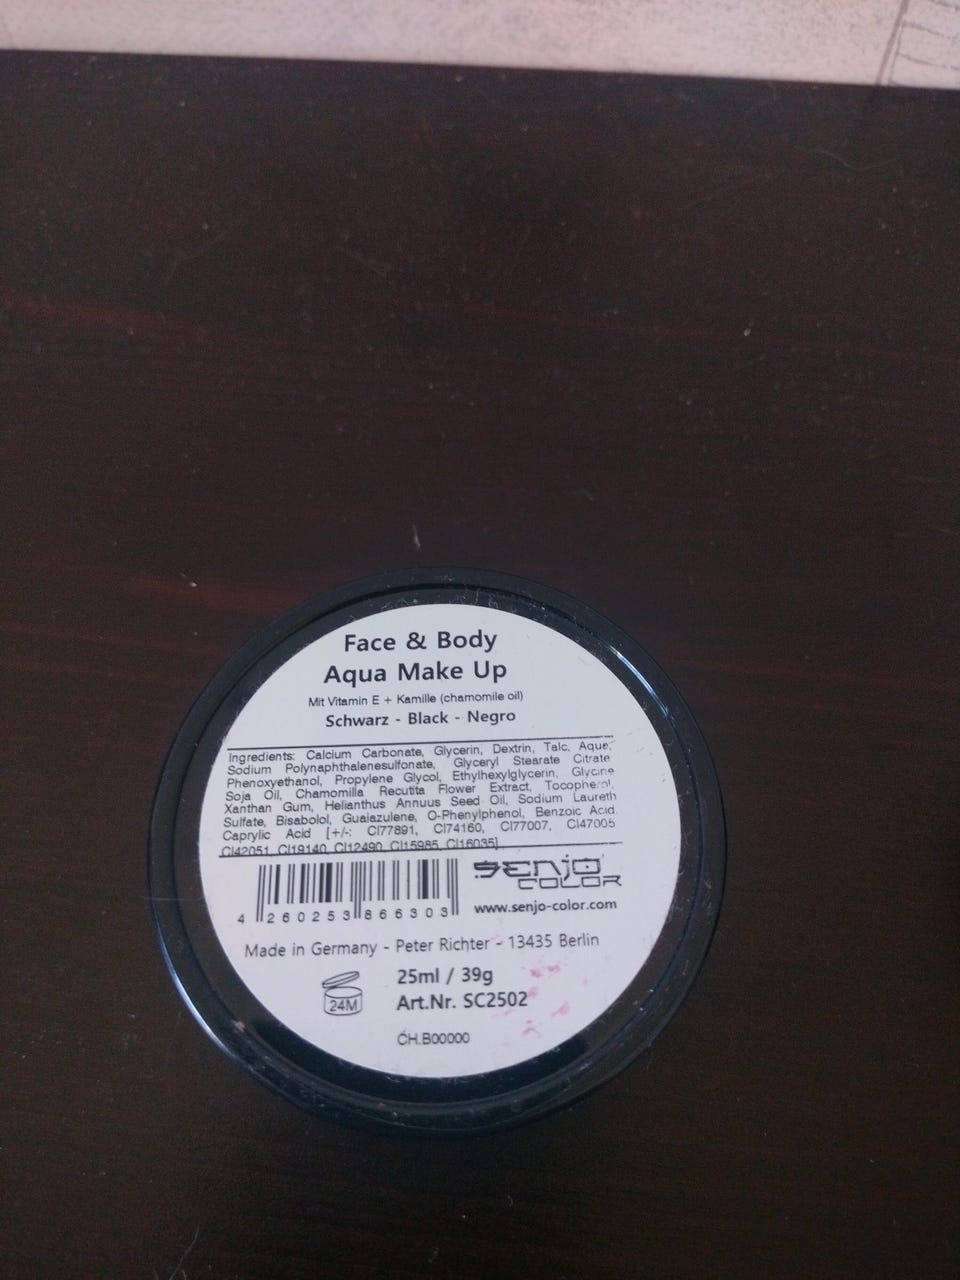 Face & Body
Aqua Make Up
Mit Vitamin E + Kamille (chamomile oil)
Schwarz - Black - Negro
Ingredients: Calcium Carbonate, Glycerin, Dextrin, Talc, Aqua,
Sodium Polynaphthalenesulfonate, Glyceryl Stearate Citrate,
Phenoxyethanol, Propylene Glycol, Ethylhexylglycerin, Glycine
Soja Oil, Chamomilla Recutita Flower Extract, Tocopherol,
Xanthan Gum, Helianthus Annuus Seed Oil, Sodium Laureth
Sulfate, Bisabolol, Guaiazulene, O-Phenylphenol, Benzoic Acid,
Caprylic Acid [+/-: CI77891, CI74160, CI77007, CI47005
CI42051, CI19140, CI12490, CI15985, CI16035]
4 260253 866303
SENJO COLOR
www.senjo-color.com
Made in Germany - Peter Richter - 13435 Berlin
24M
25ml / 39g
Art.Nr. SC2502
CH.B00000